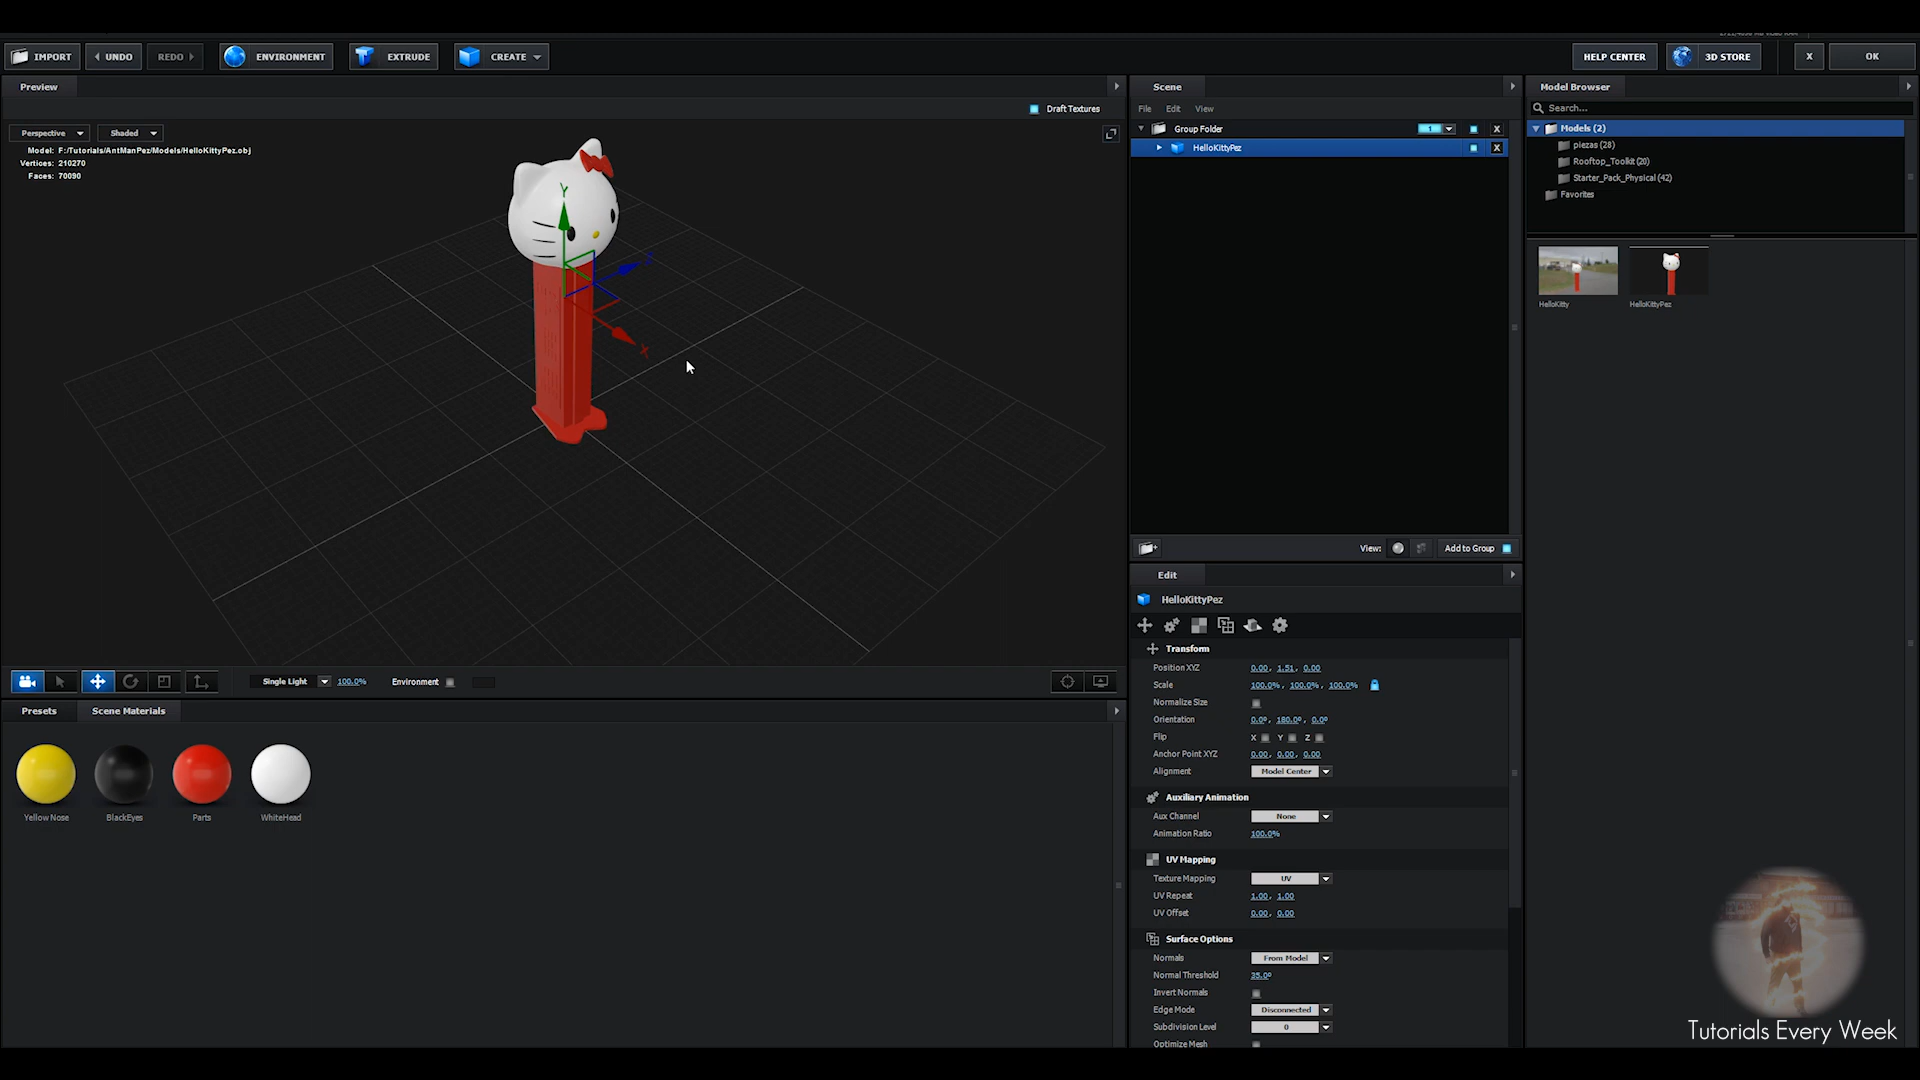 IMPORT
UNDO
REDO
ENVIRONMENT
EXTRUDE
CREATE
HELP CENTER
3D STORE
X
OK
Preview
Draft Textures
Perspective
Shaded
Model: F:/Tutorials/AntManPez/Models/HelloKittyPez.obj
Vertices: 210270
Faces: 70090
Y
Z
X
Single Light
100.0%
Environment
Presets
Scene Materials
Yellow Nose
BlackEyes
Parts
WhiteHead
Scene
File
Edit
View
Group Folder
1
X
HelloKittyPez
X
View:
Add to Group
Edit
HelloKittyPez
Transform
Position XYZ
0.00, 1.51, 0.00
Scale
100.0%, 100.0%, 100.0%
Normalize Size
Orientation
0.0º, 180.0º, 0.0º
Flip
X Y Z
Anchor Point XYZ
0.00, 0.00, 0.00
Alignment
Model Center
Auxiliary Animation
Aux Channel
None
Animation Ratio
100.0%
UV Mapping
Texture Mapping
UV
UV Repeat
1.00, 1.00
UV Offset
0.00, 0.00
Surface Options
Normals
From Model
Normal Threshold
35.0º
Invert Normals
Edge Mode
Disconnected
Subdivision Level
0
Optimize Mesh
Model Browser
Search...
Models (2)
piezas (28)
Rooftop_Toolkit (20)
Starter_Pack_Physical (42)
Favorites
HelloKitty
HelloKittyPez
Tutorials Every Week